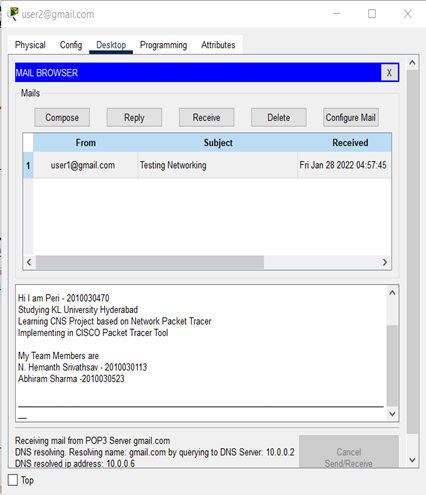 user2@gmail.com
Physical Config Desktop Programming Attributes
MAIL BROWSER X
Mails
Compose Reply Receive Delete Configure Mail
From Subject Received
1 user1@gmail.com Testing Networking Fri Jan 28 2022 04:57:45
Hi I am Peri - 2010030470
Studying KL University Hyderabad
Learning CNS Project based on Network Packet Tracer
Implementing in CISCO Packet Tracer Tool
My Team Members are
N. Hemanth Srivathsav - 2010030113
Abhiram Sharma -2010030523
Receiving mail from POP3 Server gmail.com
DNS resolving. Resolving name: gmail.com by querying to DNS Server: 10.0.0.2
DNS resolved ip address: 10.0.0.6
Cancel
Send/Receive
Top